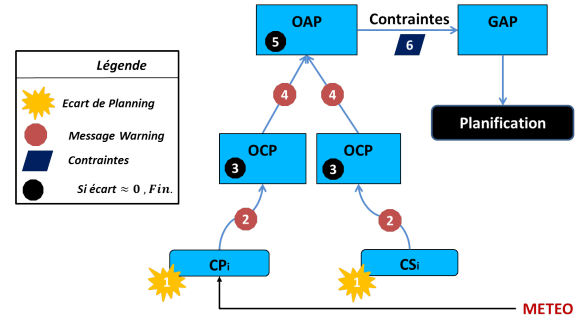 OAP
5
Contraintes
6
GAP
Légende
Ecart de Planning
Message Warning
Contraintes
Si écart ≈ 0 , Fin.
4
4
Planification
OCP
3
OCP
3
2
2
CPi
1
CSi
1
METEO